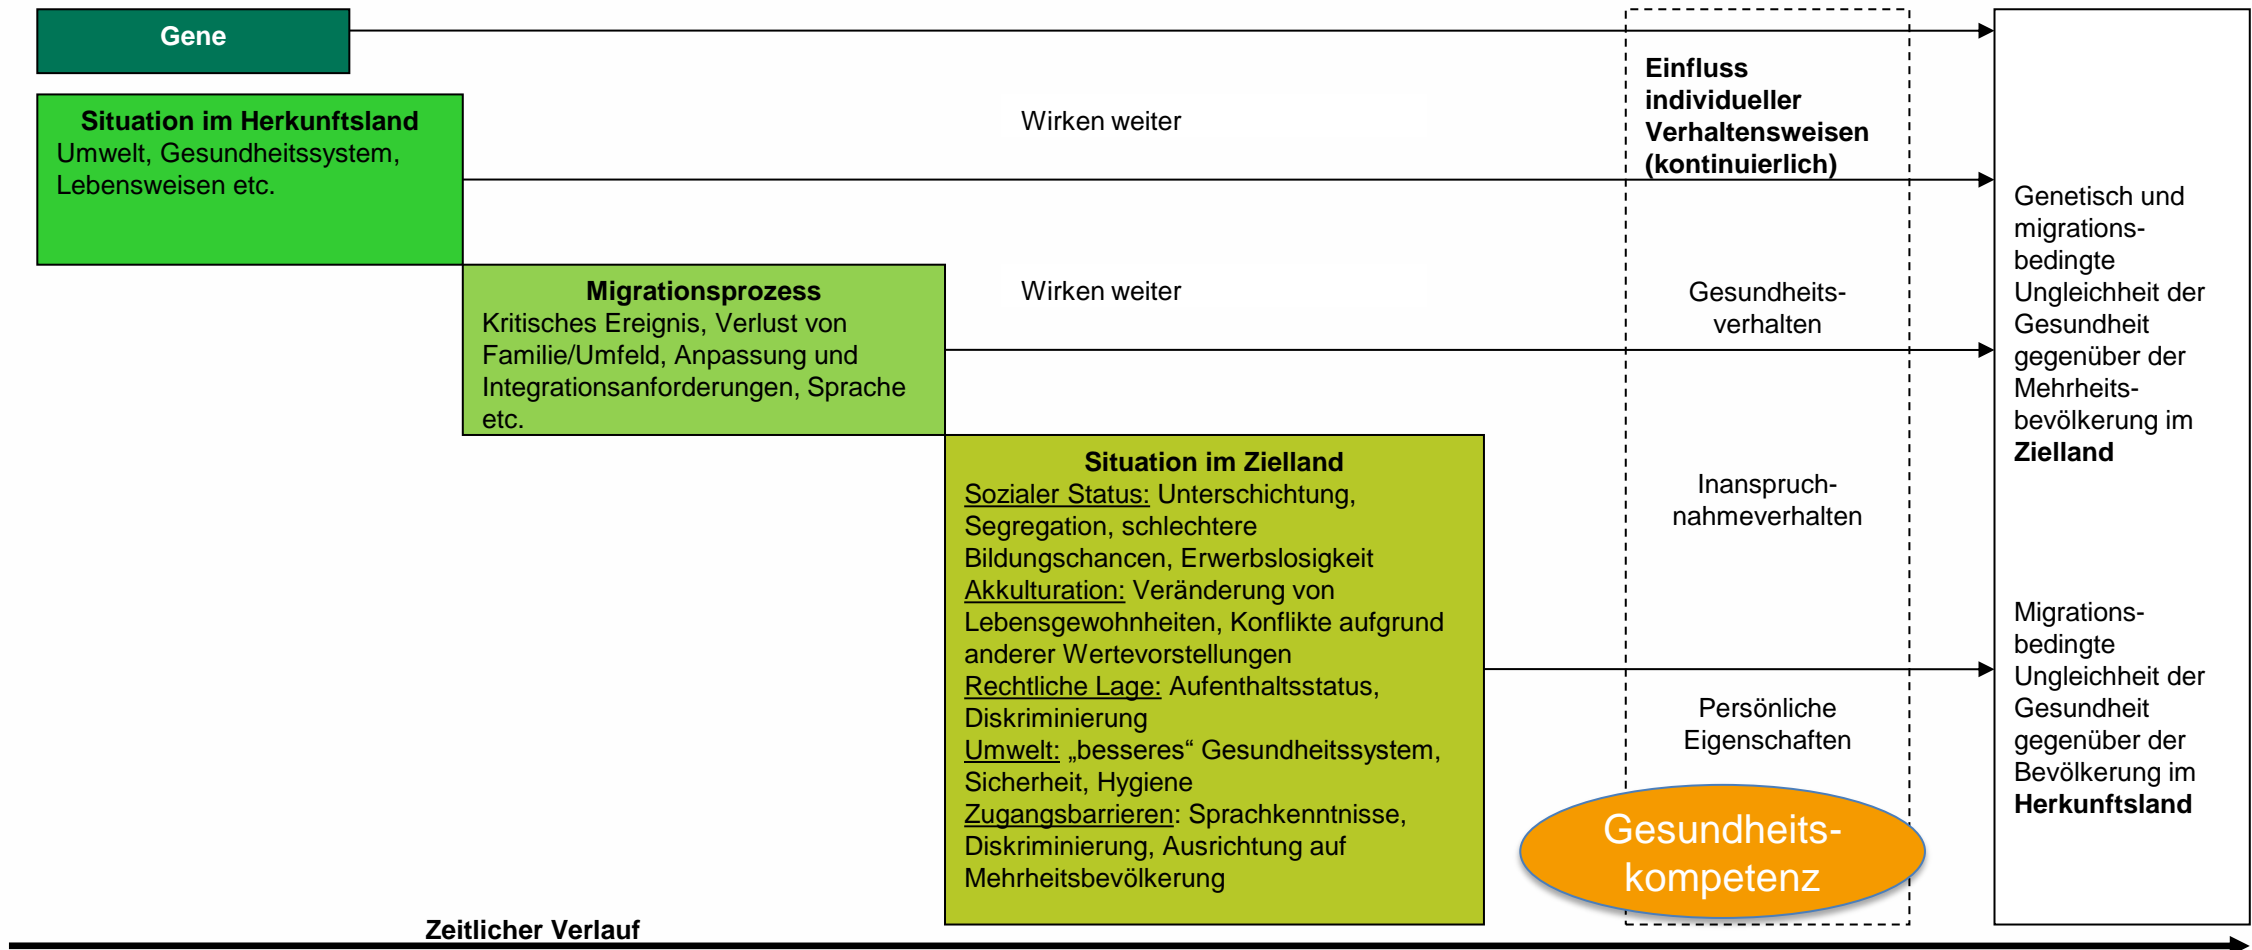 Gene
Situation im Herkunftsland
Umwelt, Gesundheitssystem,
Lebensweisen etc.
Wirken weiter
Migrationsprozess
Kritisches Ereignis, Verlust von
Familie/Umfeld, Anpassung und
Integrationsanforderungen, Sprache
etc.
Wirken weiter
Situation im Zielland
Sozialer Status: Unterschichtung,
Segregation, schlechtere
Bildungschancen, Erwerbslosigkeit
Akkulturation: Veränderung von
Lebensgewohnheiten, Konflikte aufgrund
anderer Wertevorstellungen
Rechtliche Lage: Aufenthaltsstatus,
Diskriminierung
Umwelt: „besseres“ Gesundheitssystem,
Sicherheit, Hygiene
Zugangsbarrieren: Sprachkenntnisse,
Diskriminierung, Ausrichtung auf
Mehrheitsbevölkerung
Einfluss
individueller
Verhaltensweisen
(kontinuierlich)
Gesundheits-
verhalten
Inanspruch-
nahmeverhalten
Persönliche
Eigenschaften
Gesundheits-
kompetenz
Genetisch und
migrations-
bedingte
Ungleichheit der
Gesundheit
gegenüber der
Mehrheits-
bevölkerung im
Zielland
Migrations-
bedingte
Ungleichheit der
Gesundheit
gegenüber der
Bevölkerung im
Herkunftsland
Zeitlicher Verlauf